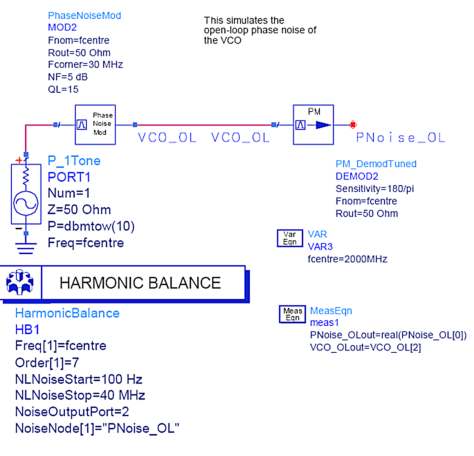 PhaseNoiseMod
MOD2
Fnom=fcentre
Rout=50 Ohm
Fcorner=30 MHz
NF=5 dB
QL=15
This simulates the
open-loop phase noise of
the VCO
Phase
Noise
Mod
VCO_OL
VCO_OL
PM
PNoise_OL
P_1Tone
PORT1
Num=1
Z=50 Ohm
P=dbmtow(10)
Freq=fcentre
PM_DemodTuned
DEMOD2
Sensitivity=180/pi
Fnom=fcentre
Rout=50 Ohm
Var
Eqn
VAR
VAR3
fcentre=2000MHz
HARMONIC BALANCE
HarmonicBalance
HB1
Freq[1]=fcentre
Order[1]=7
NLNoiseStart=100 Hz
NLNoiseStop=40 MHz
NoiseOutputPort=2
NoiseNode[1]="PNoise_OL"
Meas
Eqn
MeasEqn
meas1
PNoise_OLout=real(PNoise_OL[0])
VCO_OLout=VCO_OL[2]